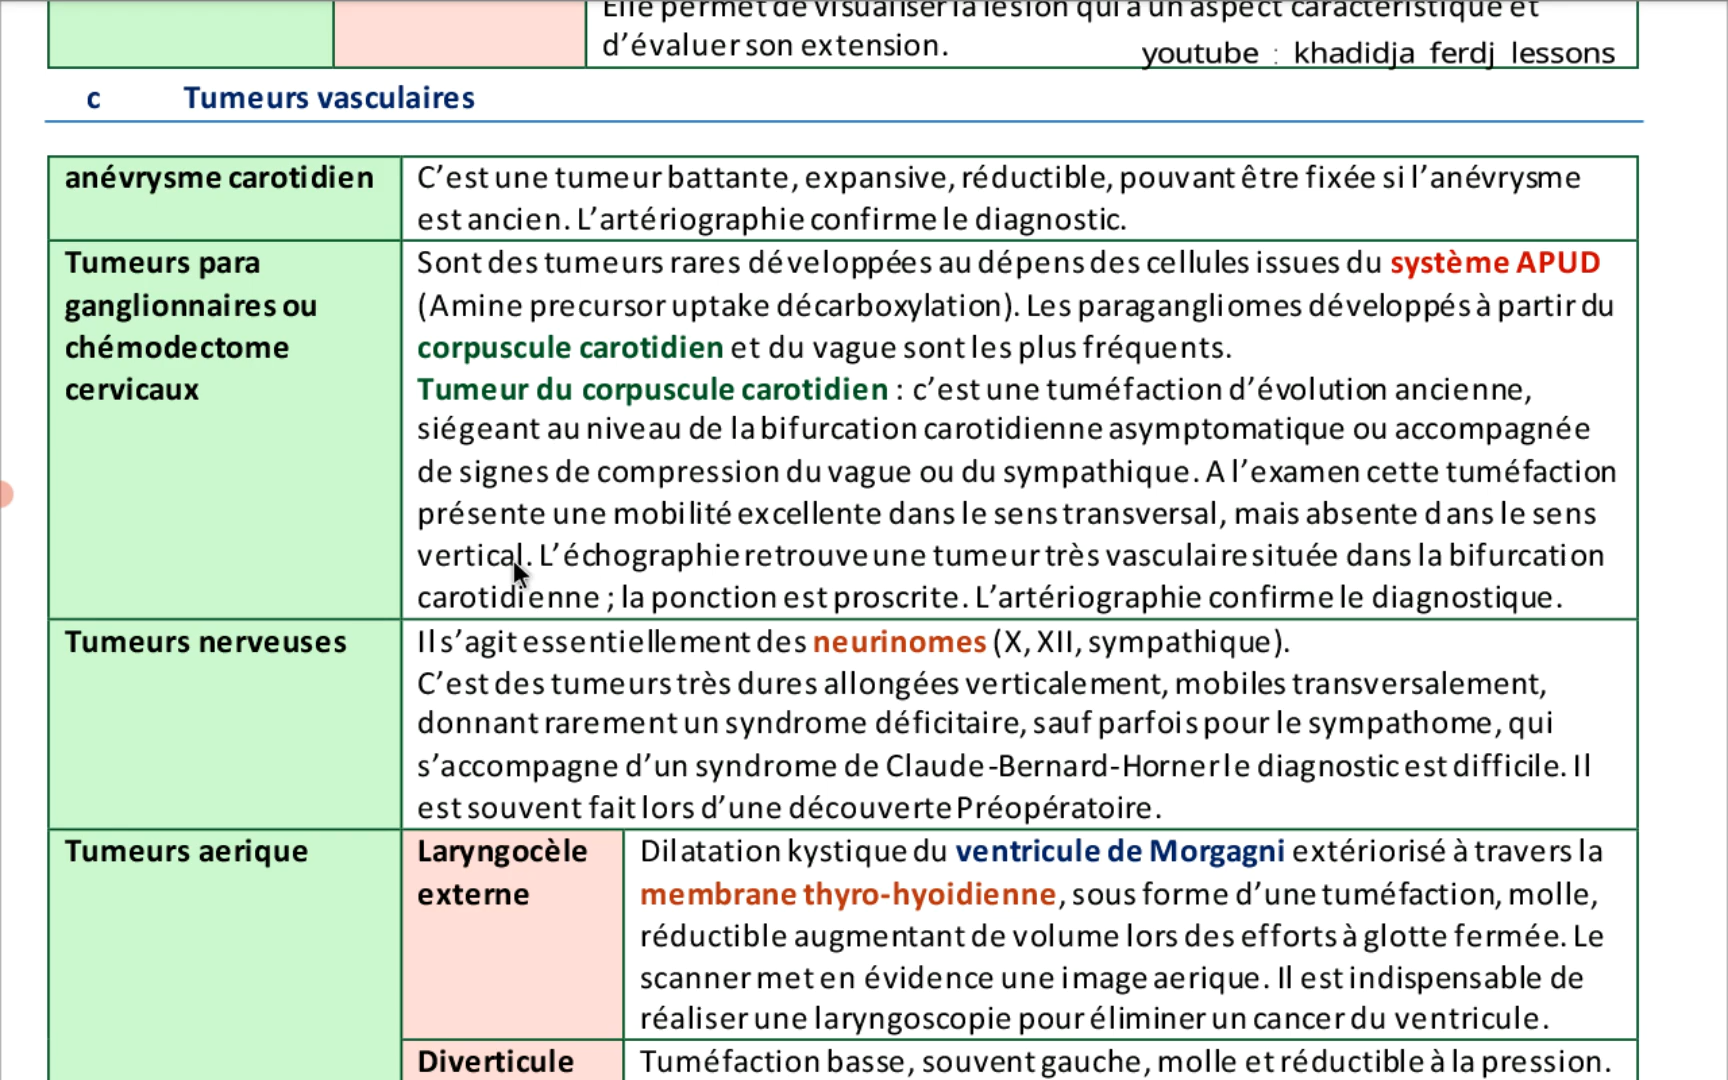 Elle permet de visualiser la lésion qui a un aspect caractéristique et
d’évaluer son extension.
youtube : khadidja ferdj lessons
c Tumeurs vasculaires
anévrysme carotidien
C’est une tumeur battante, expansive, réductible, pouvant être fixée si l’anévrysme
est ancien. L’artériographie confirme le diagnostic.
Tumeurs para
ganglionnaires ou
chémodectome
cervicaux
Sont des tumeurs rares développées au dépens des cellules issues du système APUD
(Amine precursor uptake décarboxylation). Les paragangliomes développés à partir du
corpuscule carotidien et du vague sont les plus fréquents.
Tumeur du corpuscule carotidien : c’est une tuméfaction d’évolution ancienne,
siégeant au niveau de la bifurcation carotidienne asymptomatique ou accompagnée
de signes de compression du vague ou du sympathique. A l’examen cette tuméfaction
présente une mobilité excellente dans le sens transversal, mais absente dans le sens
vertical. L’échographie retrouve une tumeur très vasculaire située dans la bifurcation
carotidienne ; la ponction est proscrite. L’artériographie confirme le diagnostique.
Tumeurs nerveuses
Il s’agit essentiellement des neurinomes (X, XII, sympathique).
C’est des tumeurs très dures allongées verticalement, mobiles transversalement,
donnant rarement un syndrome déficitaire, sauf parfois pour le sympathome, qui
s’accompagne d’un syndrome de Claude-Bernard-Horner le diagnostic est difficile. Il
est souvent fait lors d’une découverte Préopératoire.
Tumeurs aerique
Laryngocèle
externe
Dilatation kystique du ventricule de Morgagni extériorisé à travers la
membrane thyro-hyoidienne, sous forme d’une tuméfaction, molle,
réductible augmentant de volume lors des efforts à glotte fermée. Le
scanner met en évidence une image aerique. Il est indispensable de
réaliser une laryngoscopie pour éliminer un cancer du ventricule.
Diverticule
Tuméfaction basse, souvent gauche, molle et réductible à la pression.